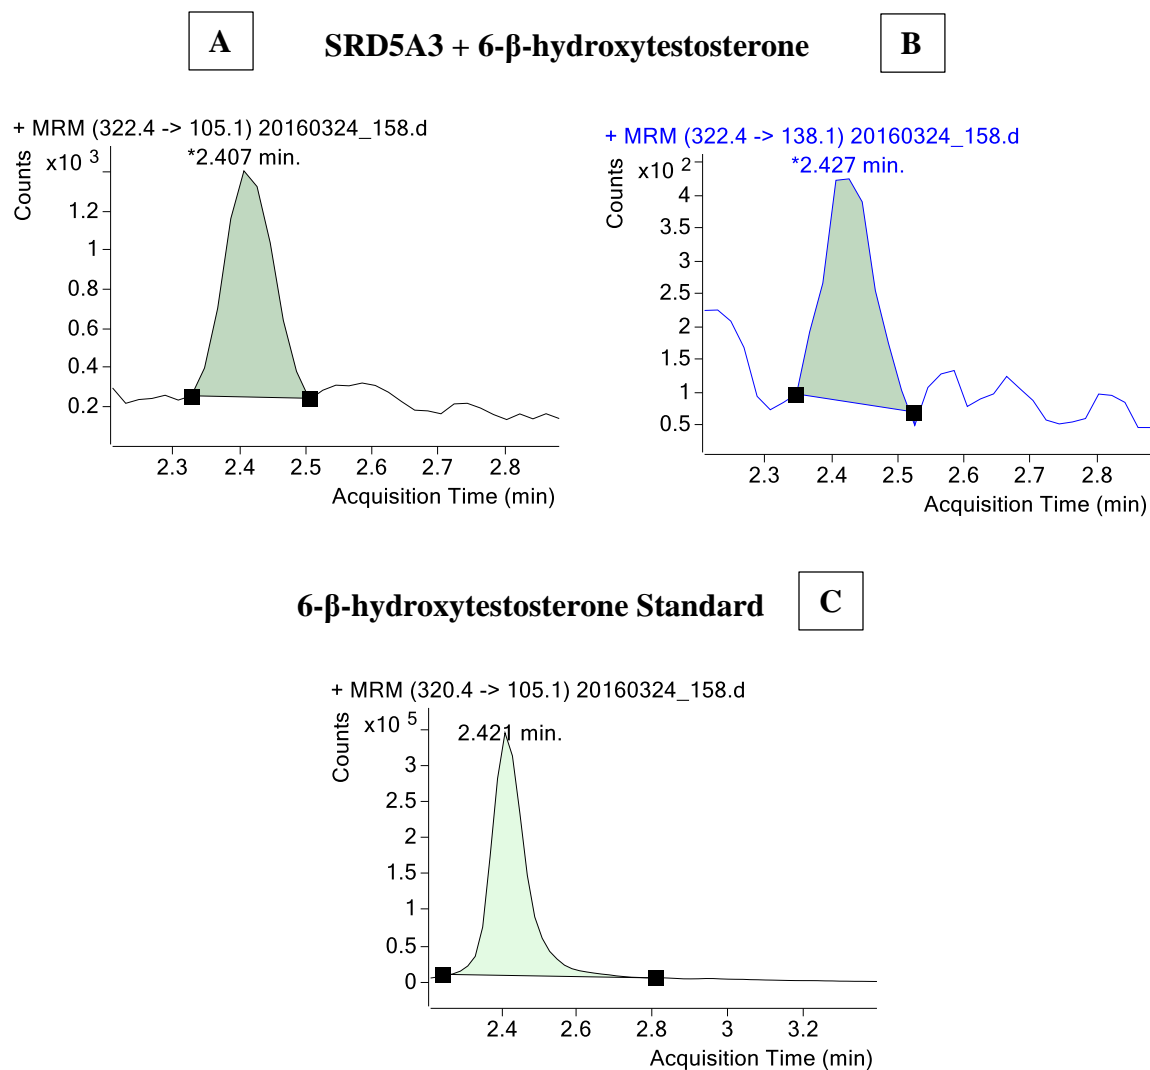 A
SRD5A3 + 6-β-hydroxytestosterone
B
+ MRM (322.4 -> 105.1) 20160324_158.d
Counts
x10 3
*2.407 min.
1.2
1
0.8
0.6
0.4
0.2
2.3 2.4 2.5 2.6 2.7 2.8
Acquisition Time (min)
+ MRM (322.4 -> 138.1) 20160324_158.d
Counts
x10 2
*2.427 min.
4
3.5
3
2.5
2
1.5
1
0.5
2.3 2.4 2.5 2.6 2.7 2.8
Acquisition Time (min)
6-β-hydroxytestosterone Standard
C
+ MRM (320.4 -> 105.1) 20160324_158.d
Counts
x10 5
2.421 min.
3
2.5
2
1.5
1
0.5
0
2.4 2.6 2.8 3 3.2
Acquisition Time (min)